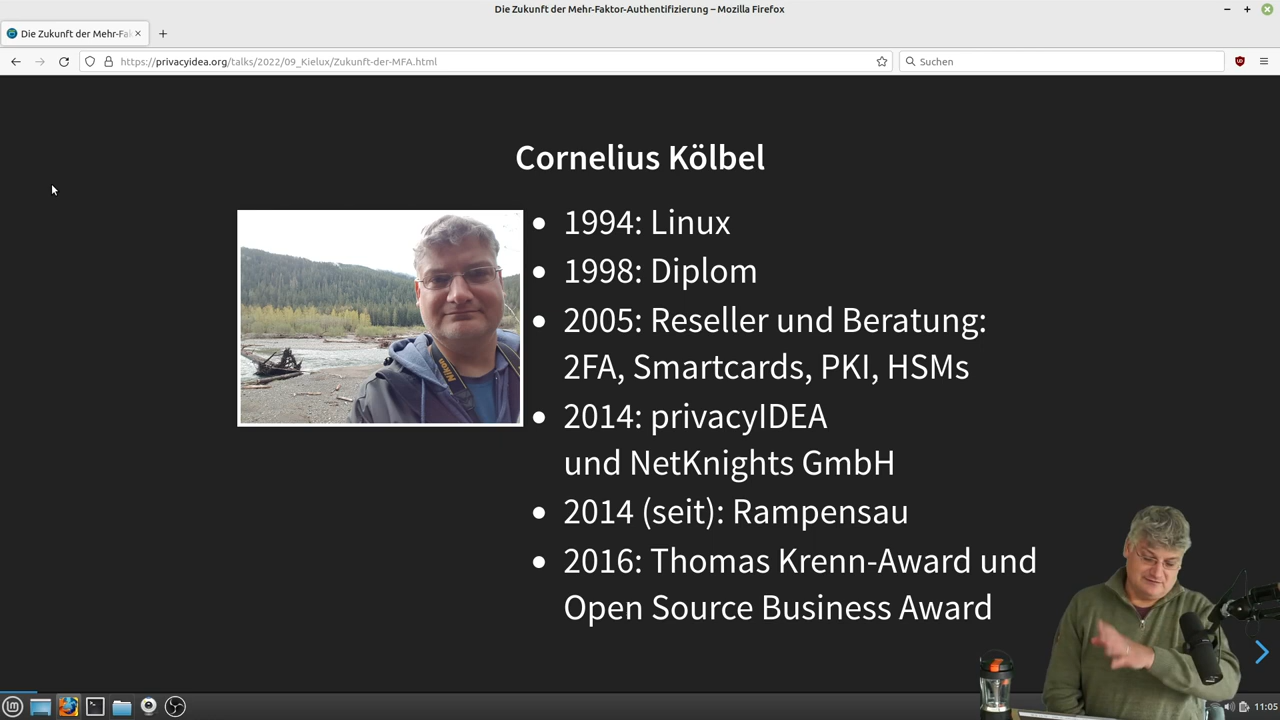 Die Zukunft der Mehr-Faktor-Authentifizierung – Mozilla Firefox
Die Zukunft der Mehr-Fak
https://privacyidea.org/talks/2022/09_Kielux/Zukunft-der-MFA.html
Suchen
Cornelius Kölbel
1994: Linux
1998: Diplom
2005: Reseller und Beratung:
2FA, Smartcards, PKI, HSMs
2014: privacyIDEA
und NetKnights GmbH
2014 (seit): Rampensau
2016: Thomas Krenn-Award und
Open Source Business Award
Nikon
11:05